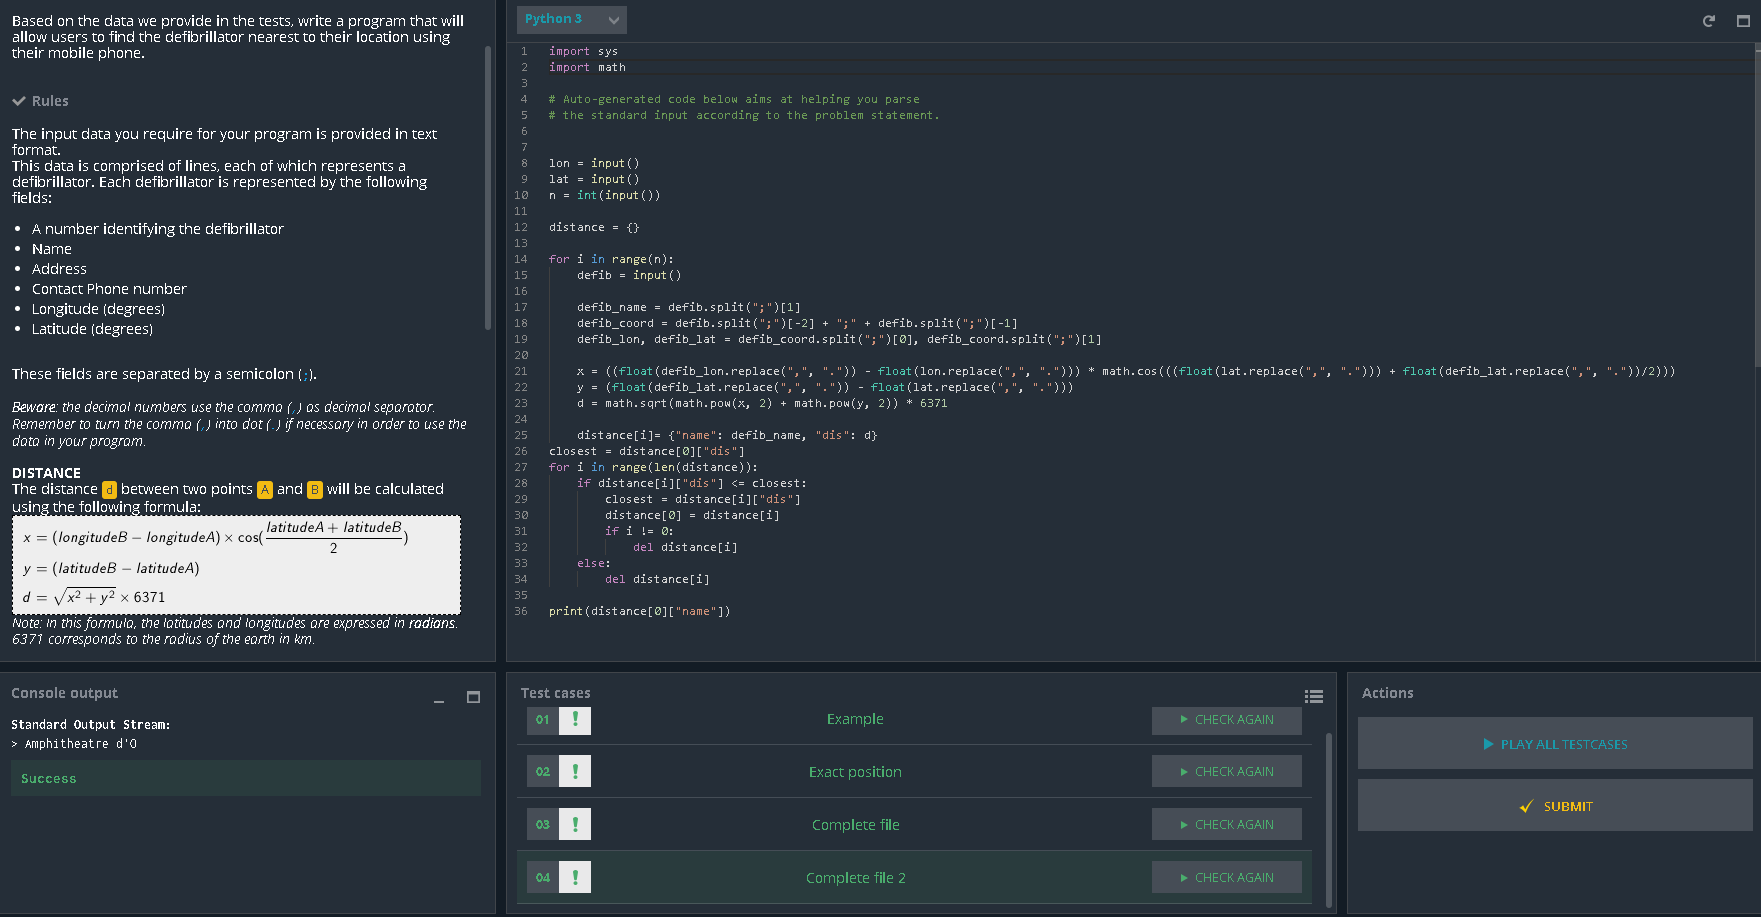 Based on the data we provide in the tests, write a program that will
allow users to find the defibrillator nearest to their location using
their mobile phone.
Rules
The input data you require for your program is provided in text
format.
This data is comprised of lines, each of which represents a
defibrillator. Each defibrillator is represented by the following
fields:
• A number identifying the defibrillator
• Name
• Address
• Contact Phone number
• Longitude (degrees)
• Latitude (degrees)
These fields are separated by a semicolon (;).
Beware: the decimal numbers use the comma (,) as decimal separator.
Remember to turn the comma (,) into dot (.) if necessary in order to use the
data in your program.
DISTANCE
The distance d between two points A and B will be calculated
using the following formula:
x = (longitudeB − longitudeA) × cos((latitudeA + latitudeB)/2)
y = (latitudeB − latitudeA)
d = √(x² + y²) × 6371
Note: In this formula, the latitudes and longitudes are expressed in radians.
6371 corresponds to the radius of the earth in km.
Python 3
1 import sys
2 import math
3
4 # Auto-generated code below aims at helping you parse
5 # the standard input according to the problem statement.
6
7
8 lon = input()
9 lat = input()
10 n = int(input())
11
12 distance = {}
13
14 for i in range(n):
15     defib = input()
16
17     defib_name = defib.split(";")[1]
18     defib_coord = defib.split(";")[-2] + ";" + defib.split(";")[-1]
19     defib_lon, defib_lat = defib_coord.split(";")[0], defib_coord.split(";")[1]
20
21     x = ((float(defib_lon.replace(",", ".")) - float(lon.replace(",", "."))) * math.cos(((float(lat.replace(",", "."))) + float(defib_lat.replace(",", "."))/2)))
22     y = (float(defib_lat.replace(",", ".")) - float(lat.replace(",", ".")))
23     d = math.sqrt(math.pow(x, 2) + math.pow(y, 2)) * 6371
24
25     distance[i]= {"name": defib_name, "dis": d}
26 closest = distance[0]["dis"]
27 for i in range(len(distance)):
28     if distance[i]["dis"] <= closest:
29         closest = distance[i]["dis"]
30         distance[0] = distance[i]
31         if i != 0:
32             del distance[i]
33     else:
34         del distance[i]
35
36 print(distance[0]["name"])
Console output
Standard Output Stream:
> Amphitheatre d'O
Success
Test cases
01 ! Example CHECK AGAIN
02 ! Exact position CHECK AGAIN
03 ! Complete file CHECK AGAIN
04 ! Complete file 2 CHECK AGAIN
Actions
PLAY ALL TESTCASES
SUBMIT